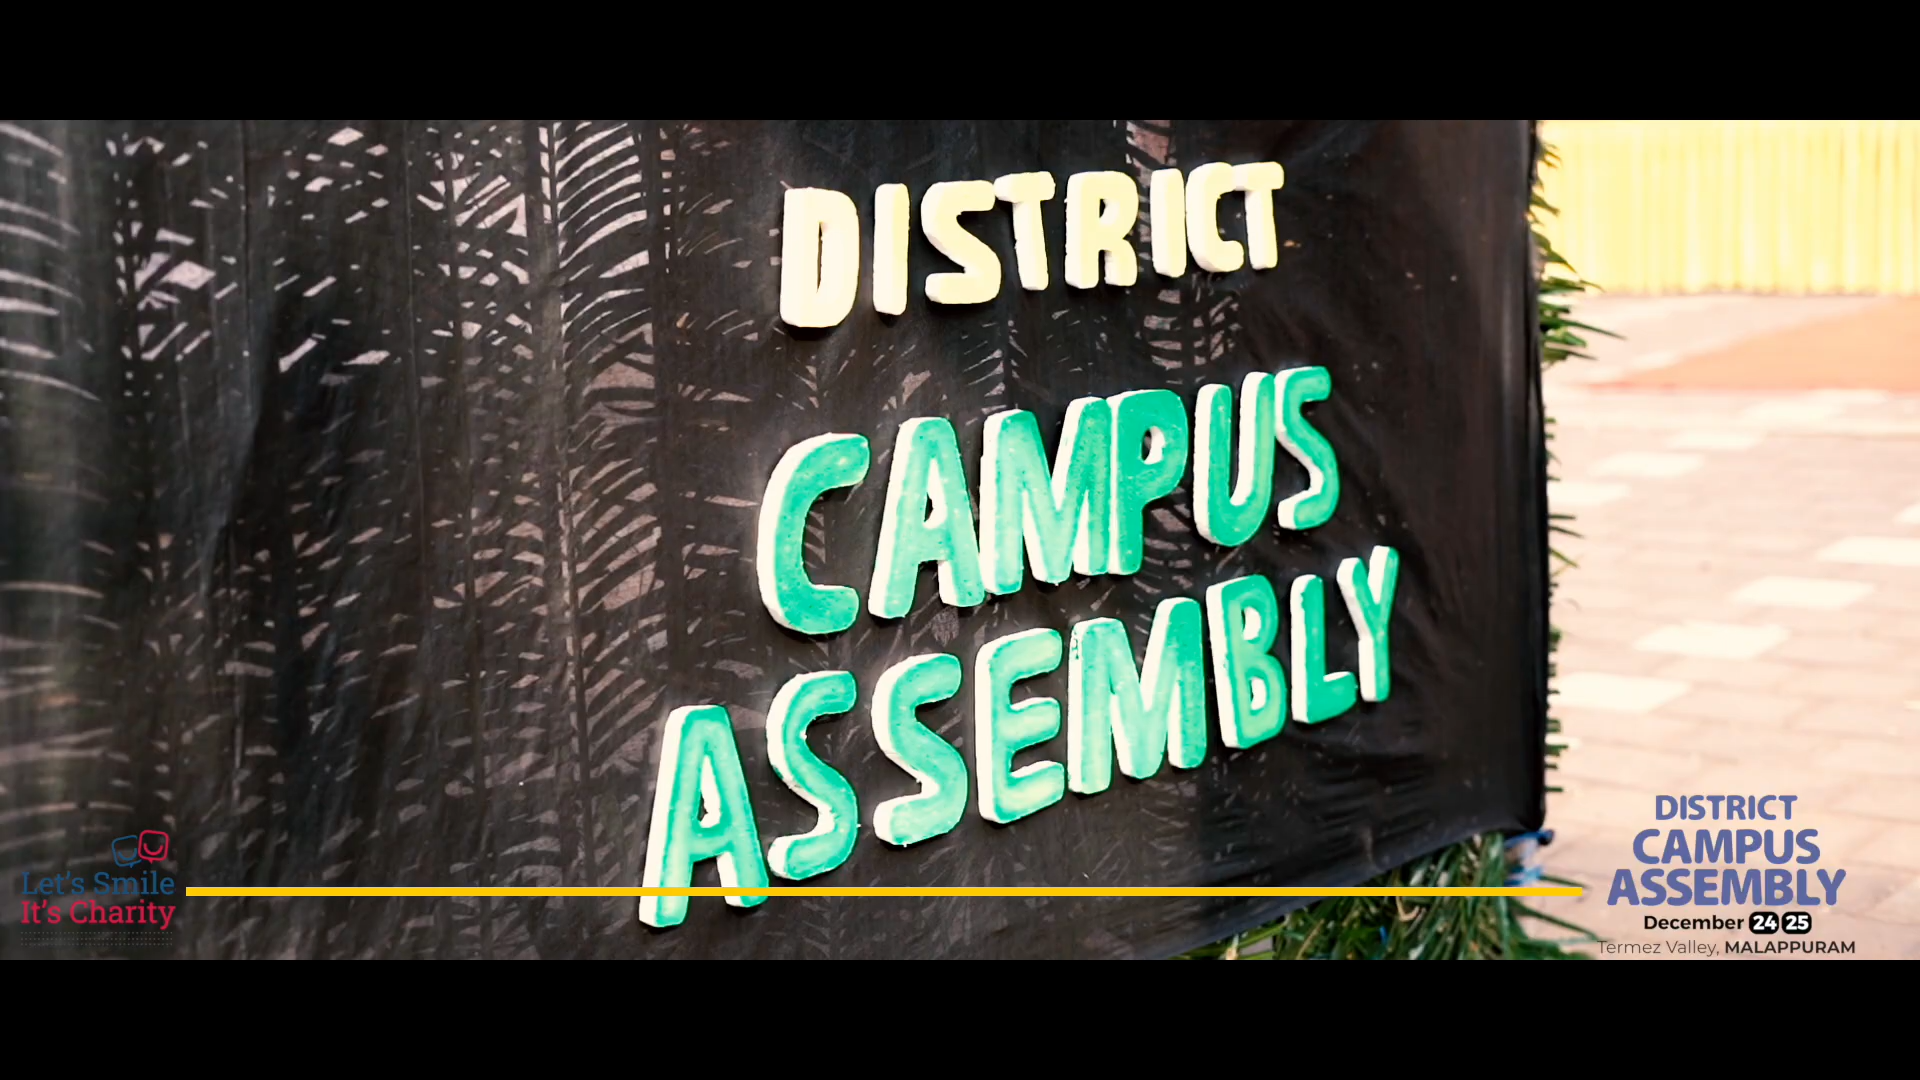 DISTRICT
CAMPUS
ASSEMBLY
Let's Smile
It's Charity
DISTRICT
CAMPUS
ASSEMBLY
December 24 25
Termez Valley, MALAPPURAM